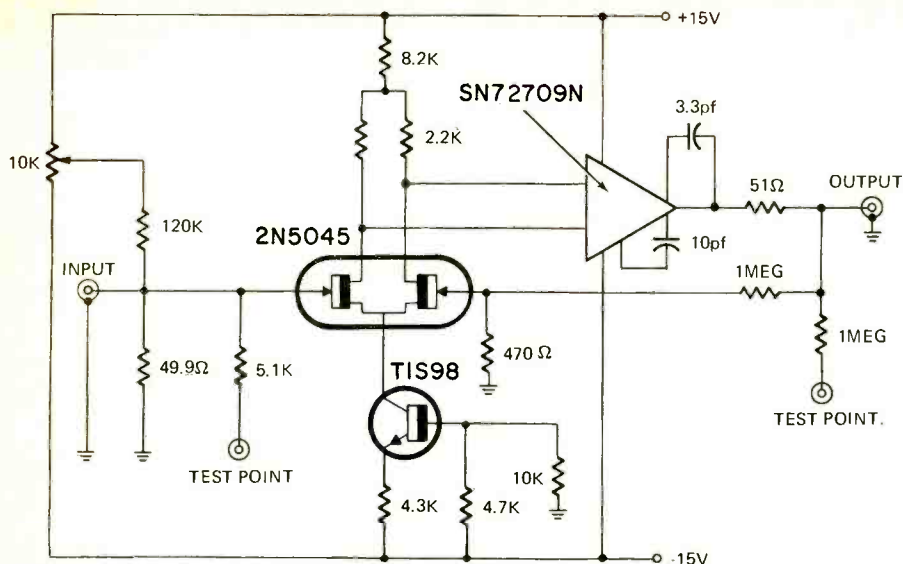 +15V
8.2K
SN72709N
3.3pf
2.2K
10K
51Ω
OUTPUT
120K
2N5045
10pf
INPUT
1MEG
1MEG
49.9Ω
5.1K
470 Ω
TIS98
TEST POINT.
TEST POINT
10K
4.3K
4.7K
-15V